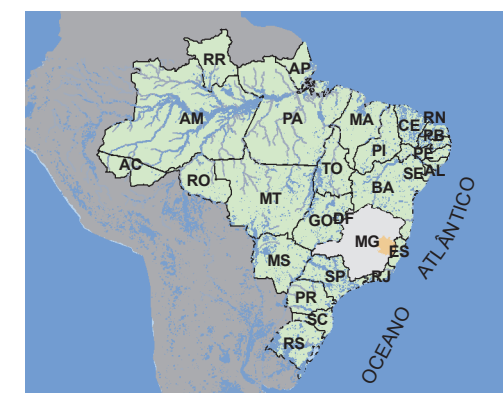 RR
AP
AM
PA
MA
CE
RN
PB
PI
PE
AL
SE
AC
RO
TO
BA
MT
GO
DF
MG
ES
MS
SP
RJ
PR
SC
RS
OCEANO ATLÂNTICO